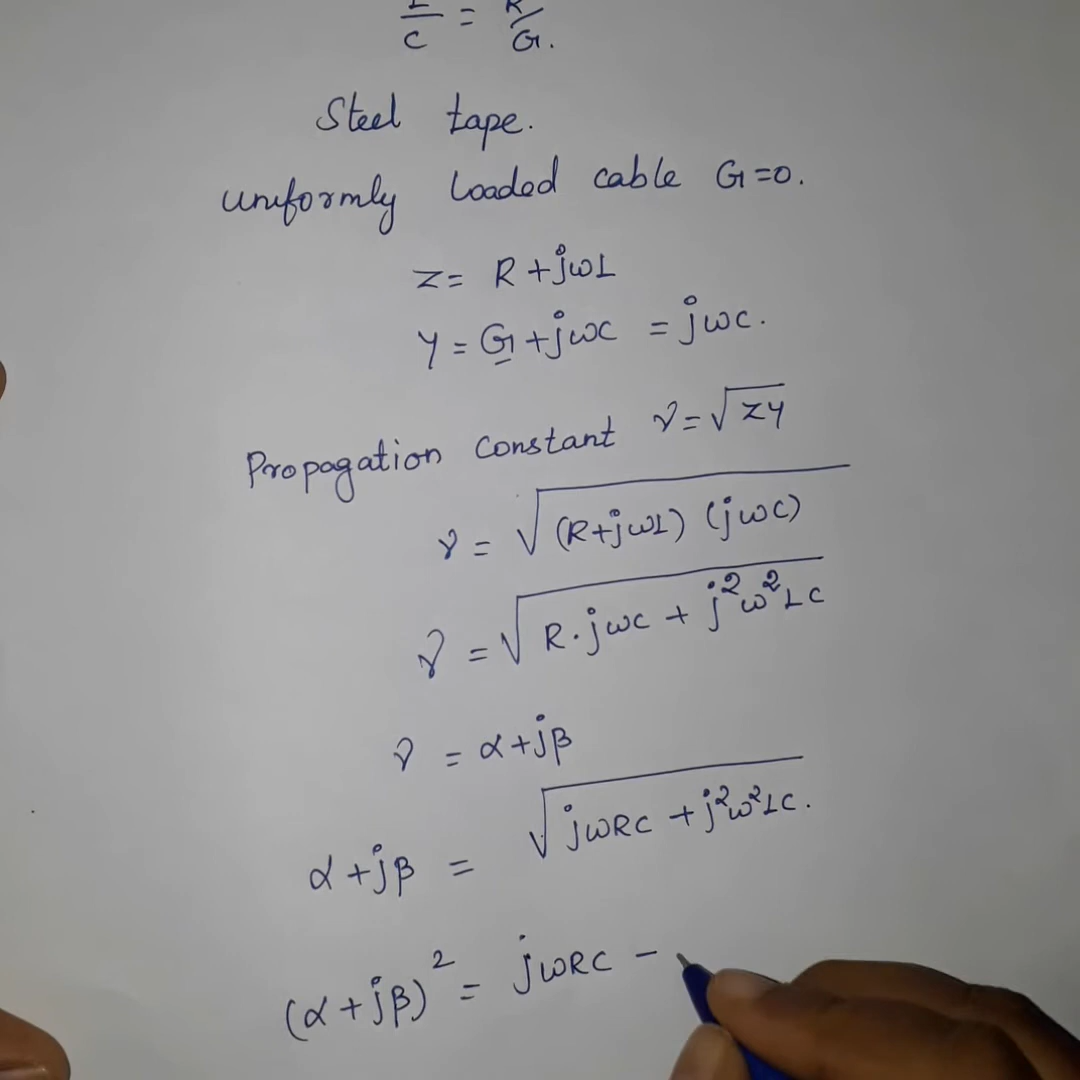 L/C = R/G.
Steel tape.
uniformly loaded cable G=0.
Z= R+jωL
Y=G+jωC = jωC.
Propagation constant γ=√ZY
γ = √(R+jωL) (jωC)
γ = √R.jωC + j²ω²LC
γ = α+jβ
α+jβ = √jωRC + j²ω²LC.
(α+jβ)² = jωRC -